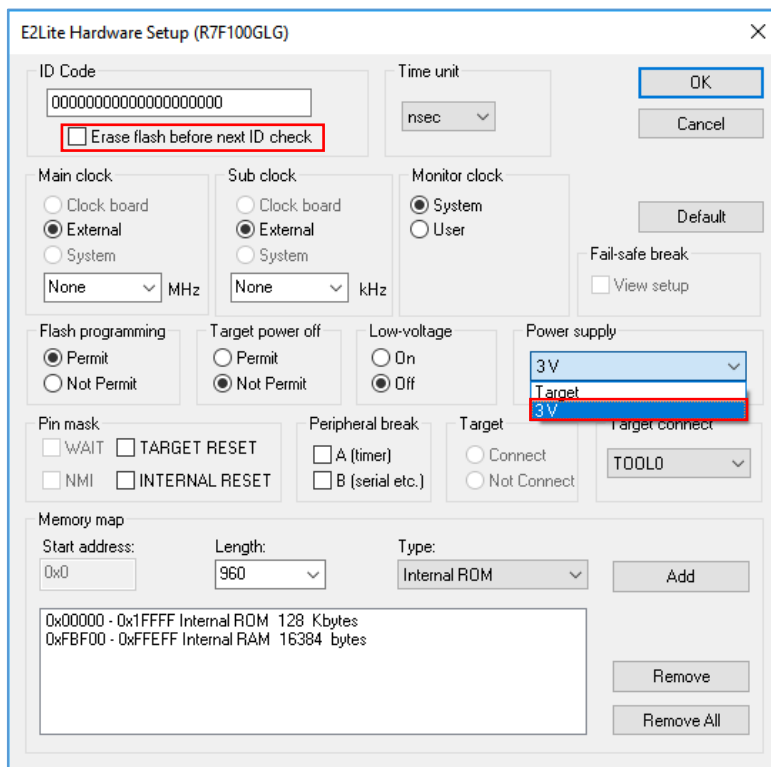 E2Lite Hardware Setup (R7F100GLG)
ID Code
00000000000000000000
Erase flash before next ID check
Time unit
nsec
OK
Cancel
Main clock
Clock board
External
System
None MHz
Sub clock
Clock board
External
System
None kHz
Monitor clock
System
User
Default
Fail-safe break
View setup
Flash programming
Permit
Not Permit
Target power off
Permit
Not Permit
Low-voltage
On
Off
Power supply
3 V
Target
3 V
Pin mask
WAIT TARGET RESET
NMI INTERNAL RESET
Peripheral break
A (timer)
B (serial etc.)
Target
Connect
Not Connect
Target connect
TOOL0
Memory map
Start address: Length: Type:
0x0 960 Internal ROM Add
0x00000 - 0x1FFFF Internal ROM 128 Kbytes
0xFBF00 - 0xFFEFF Internal RAM 16384 bytes
Remove
Remove All